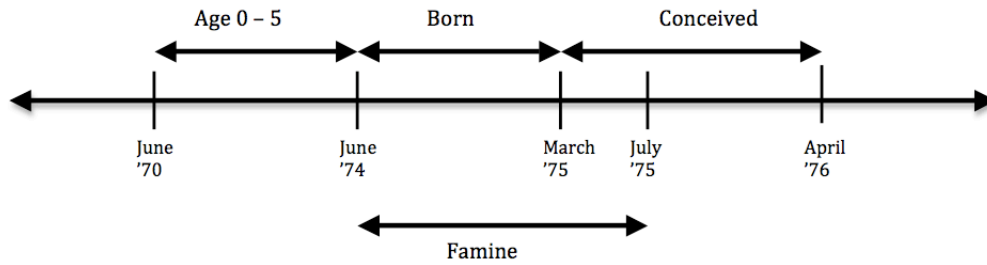 Age 0 – 5
Born
Conceived
June
’70
June
’74
March
’75
July
’75
April
’76
Famine